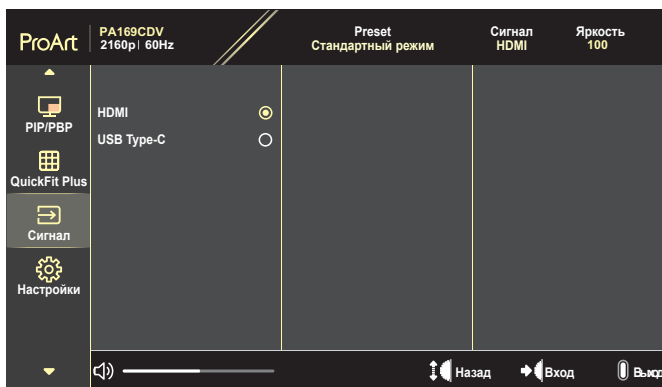 ProArt
PA169CDV
2160p| 60Hz
Preset
Стандартный режим
Сигнал
HDMI
Яркость
100
PIP/PBP
QuickFit Plus
Сигнал
Настройки
HDMI
USB Type-C
Назад
Вход
Выход